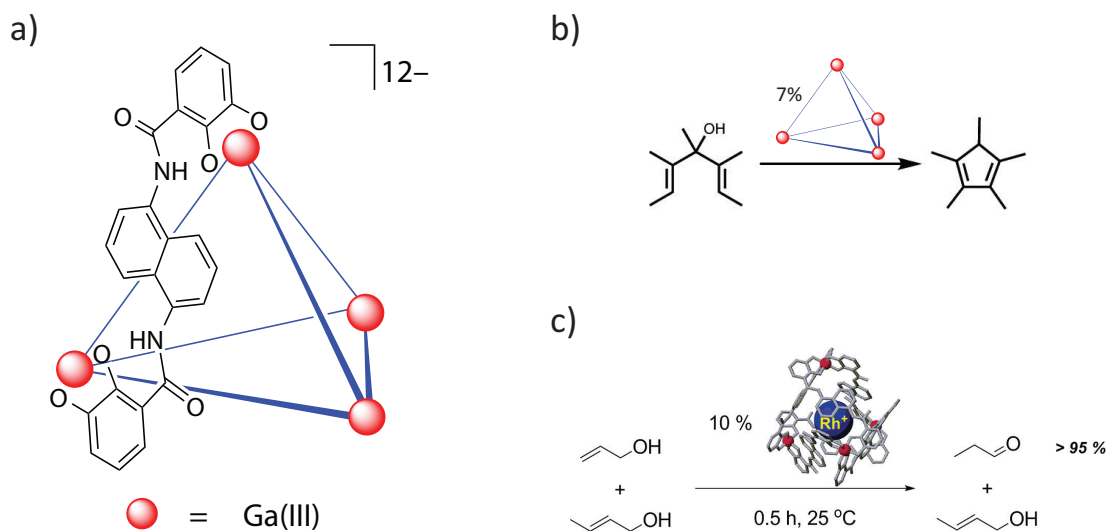 a)
12–
O
O
O
NH
HN
O
O
O
= Ga(III)
b)
OH
7%
c)
10 %
Rh+
OH
+
OH
0.5 h, 25 °C
O
> 95 %
+
OH